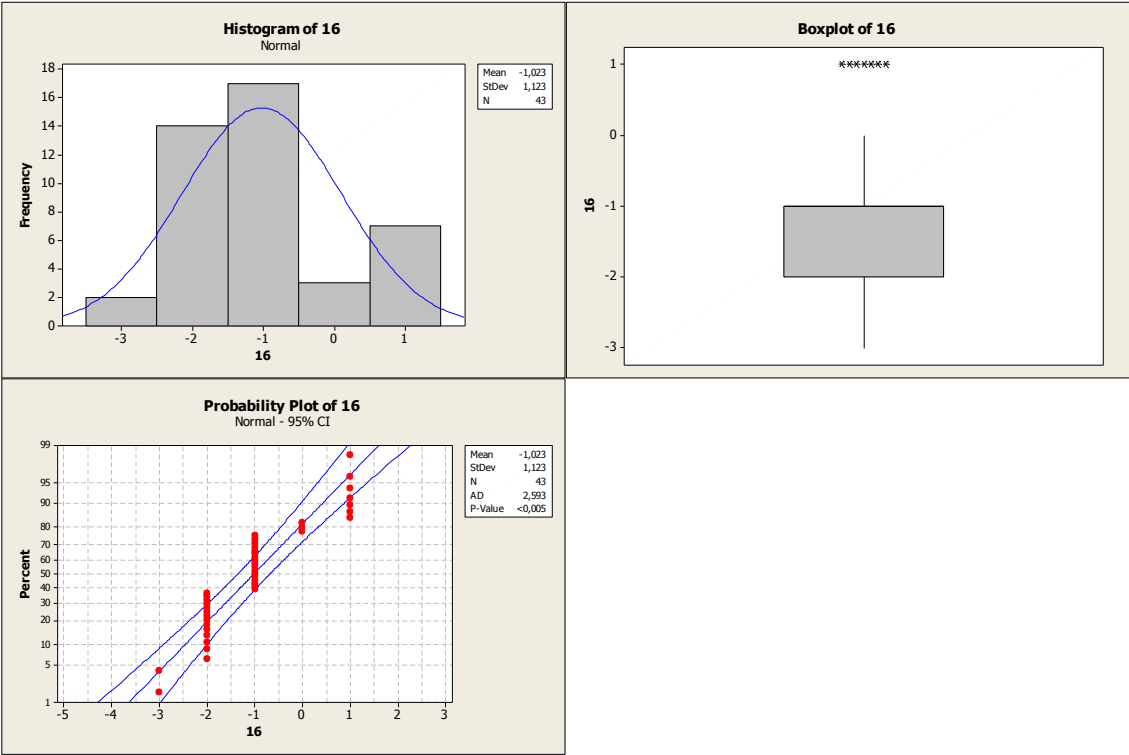 Histogram of 16
Normal
18
16
14
12
10
8
6
4
2
0
Frequency
-3 -2 -1 0 1
16
Mean -1,023
StDev 1,123
N 43
Boxplot of 16
1
0
-1
-2
-3
16
Probability Plot of 16
Normal - 95% CI
99
95
90
80
70
60
50
40
30
20
10
5
1
Percent
-5 -4 -3 -2 -1 0 1 2 3
16
Mean -1,023
StDev 1,123
N 43
AD 2,593
P-Value <0,005